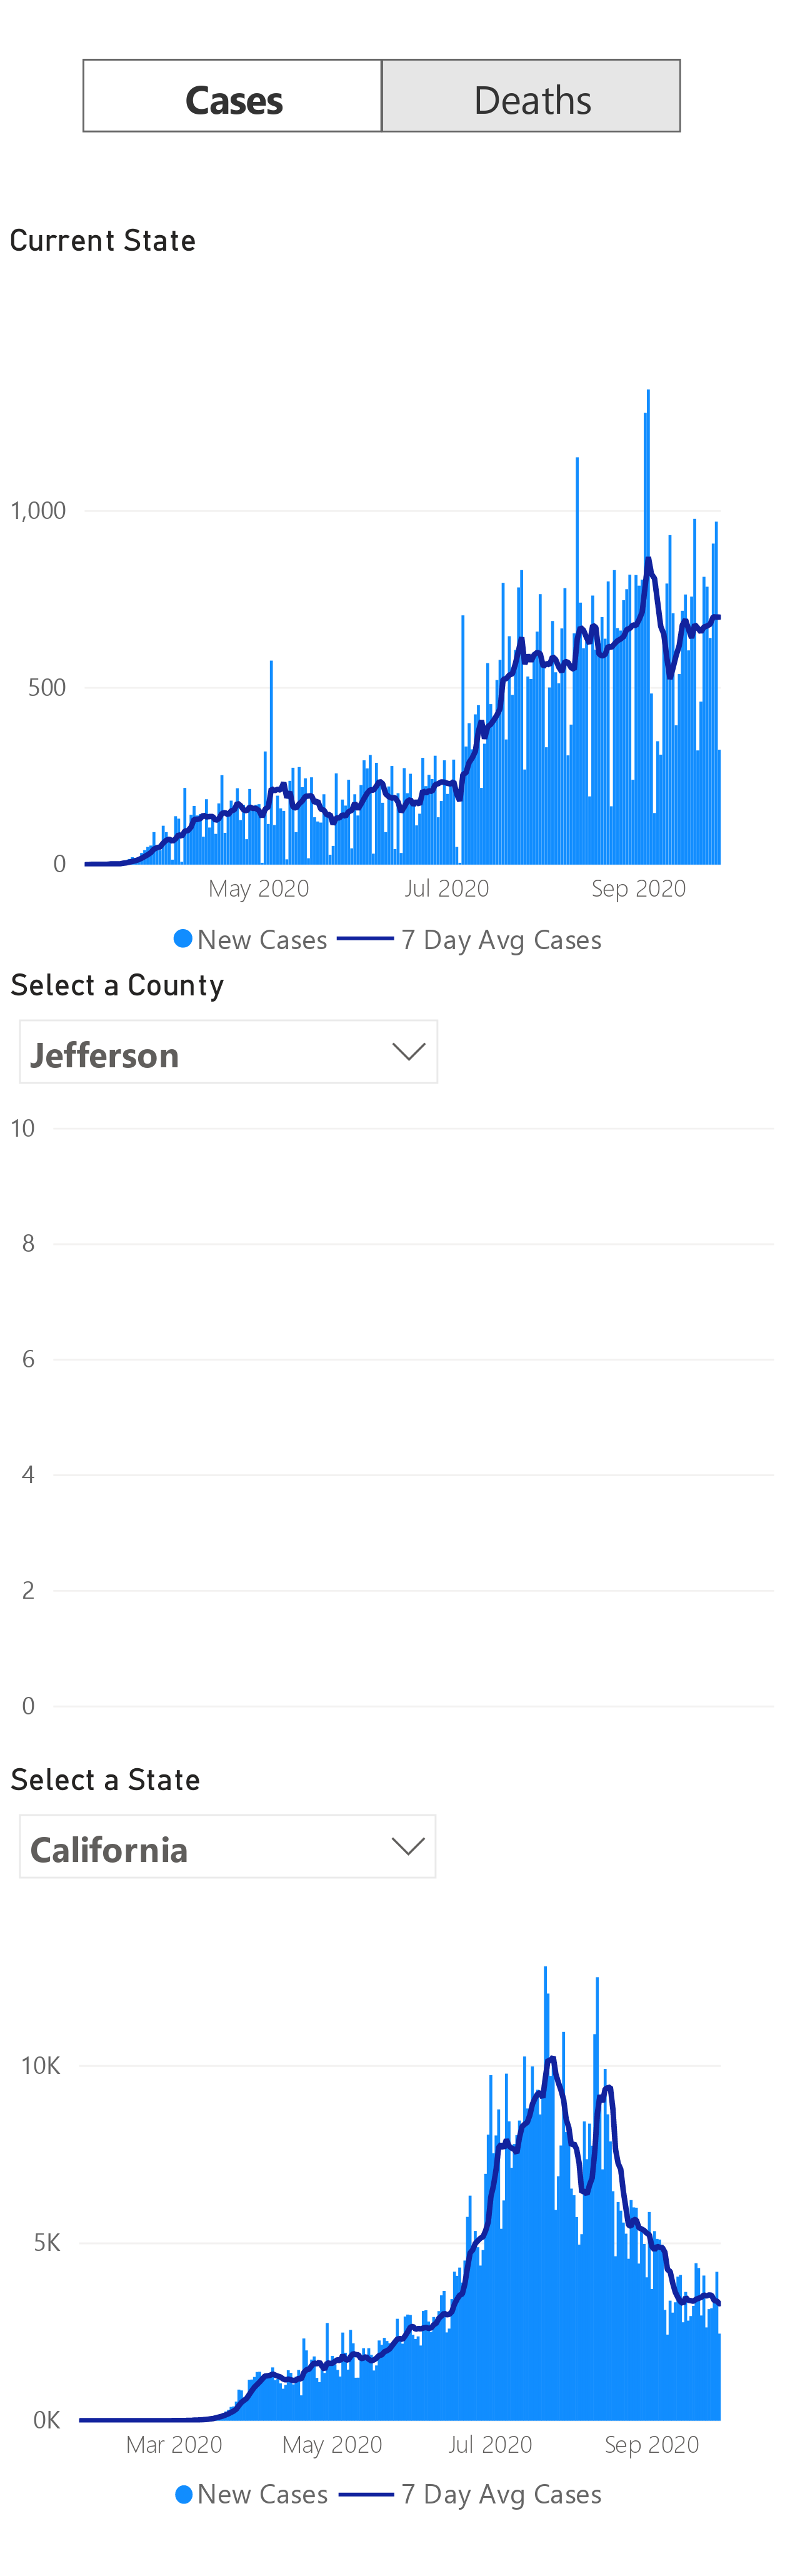 Cases Deaths
Current State
1,000
500
0
May 2020 Jul 2020 Sep 2020
New Cases 7 Day Avg Cases
Select a County
Jefferson
10
8
6
4
2
0
Select a State
California
10K
5K
0K
Mar 2020 May 2020 Jul 2020 Sep 2020
New Cases 7 Day Avg Cases